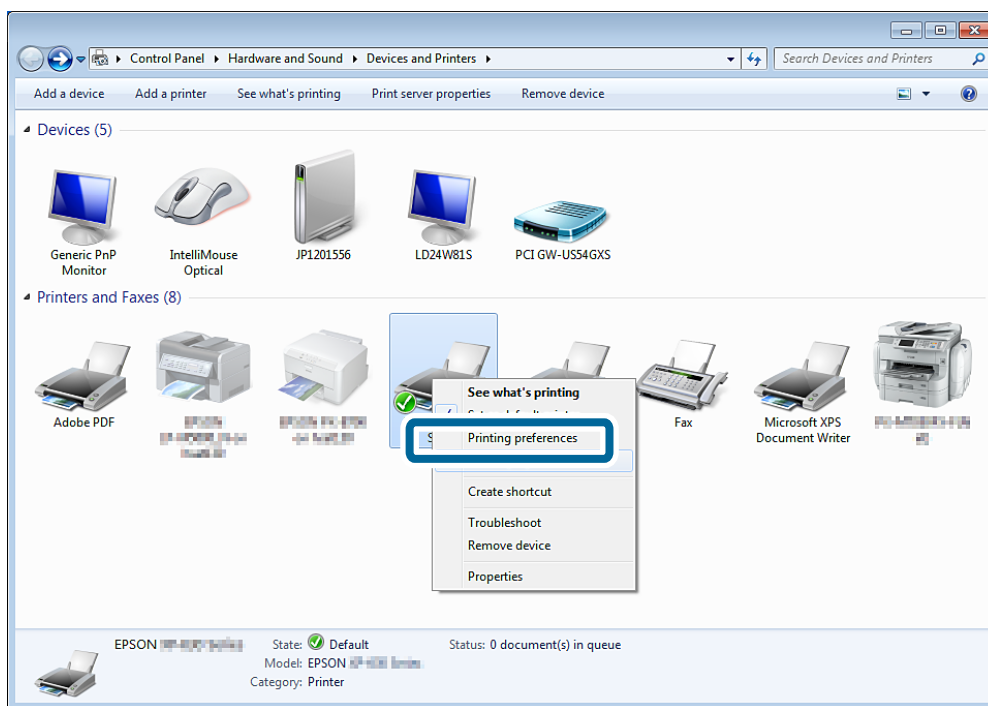 Control Panel ▸ Hardware and Sound ▸ Devices and Printers ▸
Search Devices and Printers
Add a device Add a printer See what's printing Print server properties Remove device
Devices (5)
Generic PnP
Monitor
IntelliMouse
Optical
JP1201556
LD24W81S
PCI GW-US54GXS
Printers and Faxes (8)
Adobe PDF
Fax
Microsoft XPS
Document Writer
See what's printing
Printing preferences
Create shortcut
Troubleshoot
Remove device
Properties
EPSON
State: Default
Status: 0 document(s) in queue
Model: EPSON
Category: Printer